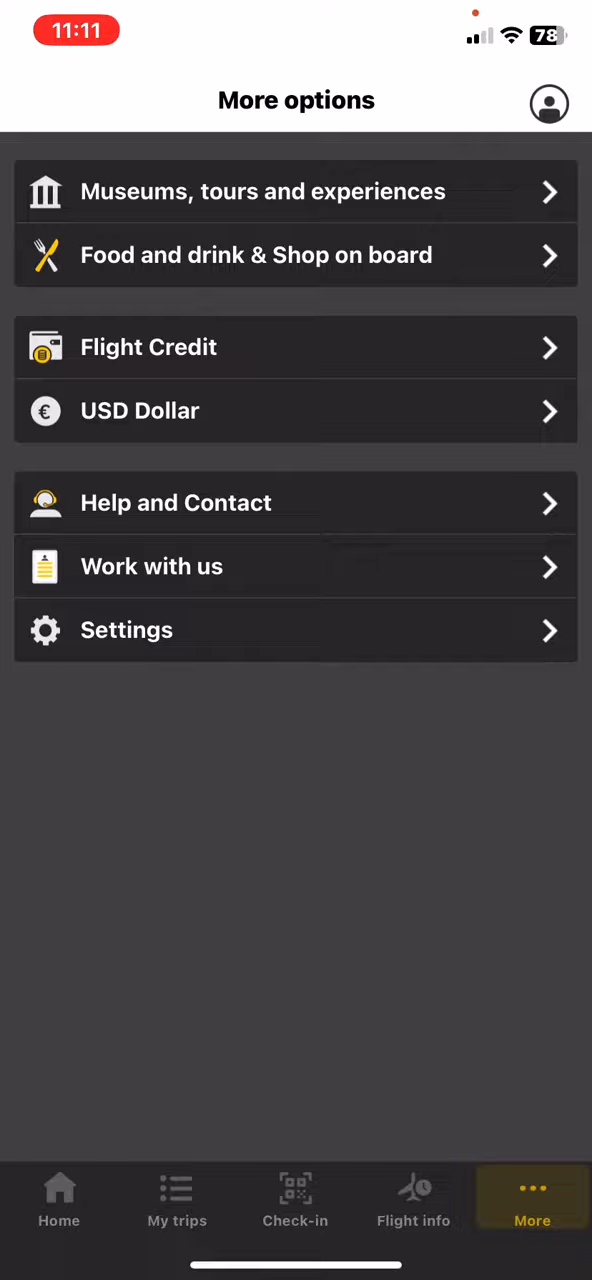 11:11
78
More options
Museums, tours and experiences
Food and drink & Shop on board
Flight Credit
€ USD Dollar
Help and Contact
Work with us
Settings
Home
My trips
Check-in
Flight info
More